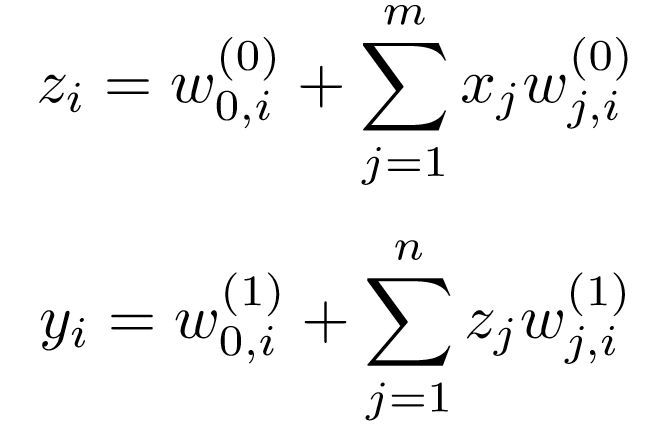 z_i = w_{0,i}^{(0)} + \sum_{j=1}^{m} x_j w_{j,i}^{(0)}
y_i = w_{0,i}^{(1)} + \sum_{j=1}^{n} z_j w_{j,i}^{(1)}